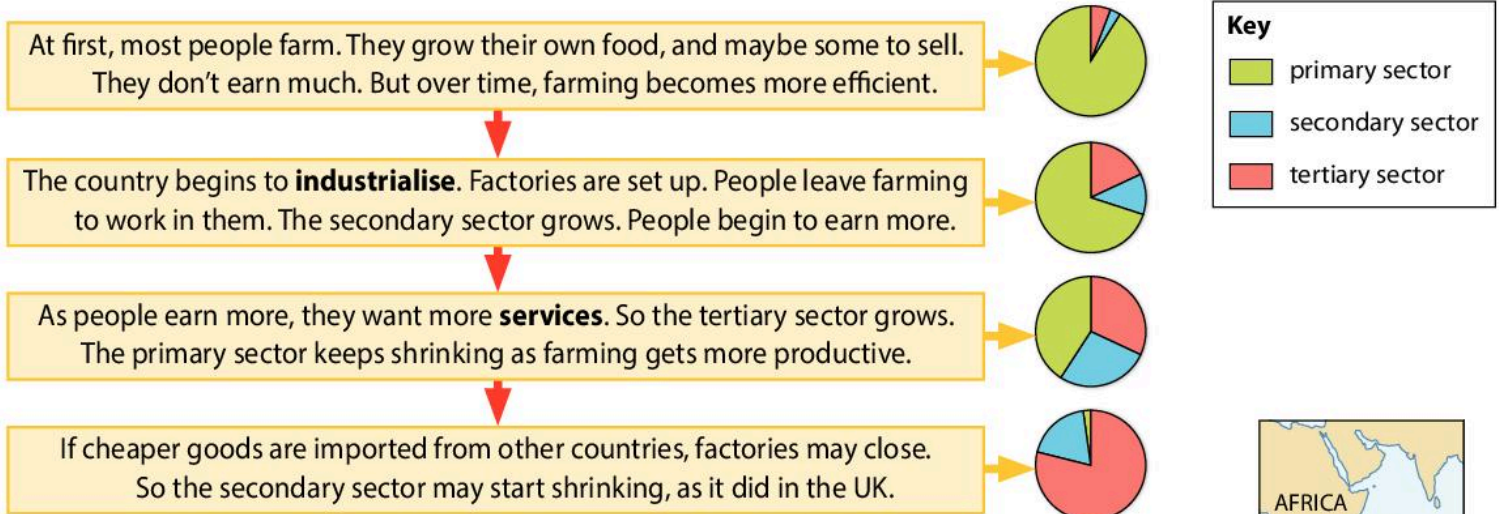 At first, most people farm. They grow their own food, and maybe some to sell.
They don't earn much. But over time, farming becomes more efficient.
The country begins to industrialise. Factories are set up. People leave farming
to work in them. The secondary sector grows. People begin to earn more.
As people earn more, they want more services. So the tertiary sector grows.
The primary sector keeps shrinking as farming gets more productive.
If cheaper goods are imported from other countries, factories may close.
So the secondary sector may start shrinking, as it did in the UK.
Key
primary sector
secondary sector
tertiary sector
AFRICA